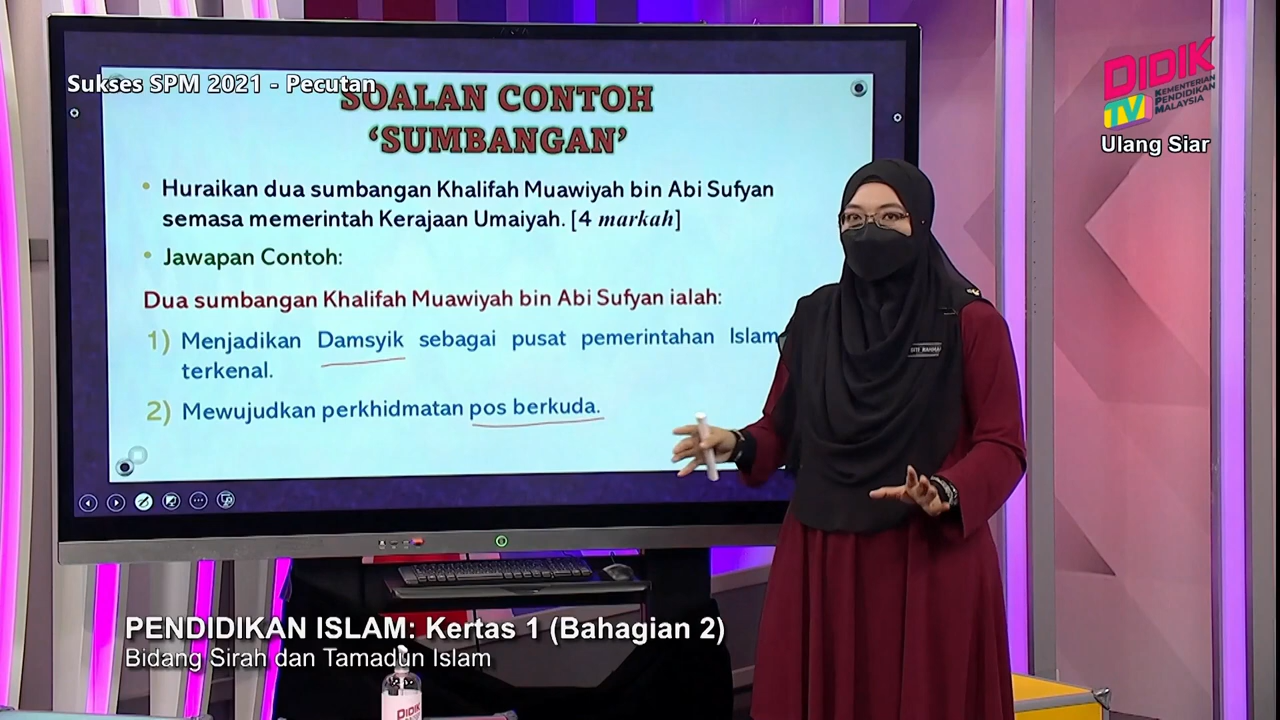 Sukses SPM 2021 - Pecutan
SOALAN CONTOH
‘SUMBANGAN’
• Huraikan dua sumbangan Khalifah Muawiyah bin Abi Sufyan
semasa memerintah Kerajaan Umaiyah. [4 markah]
• Jawapan Contoh:
Dua sumbangan Khalifah Muawiyah bin Abi Sufyan ialah:
1) Menjadikan Damsyik sebagai pusat pemerintahan Islam
terkenal.
2) Mewujudkan perkhidmatan pos berkuda.
DIDIK
TV
KEMENTERIAN
PENDIDIKAN
MALAYSIA
Ulang Siar
PENDIDIKAN ISLAM: Kertas 1 (Bahagian 2)
Bidang Sirah dan Tamadun Islam
DIDIK